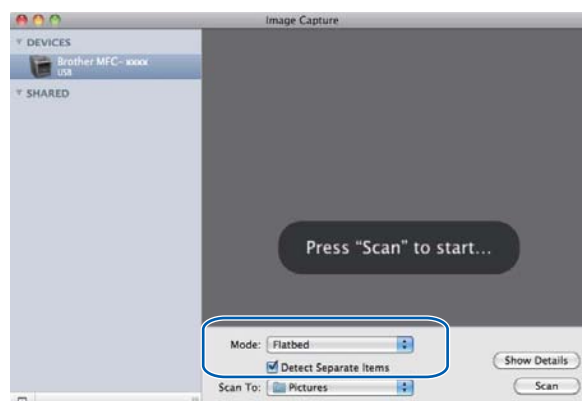 Image Capture
DEVICES
Brother MFC- xxxx
USB
SHARED
Press “Scan” to start...
Mode: Flatbed
Detect Separate Items
Show Details
Scan To: Pictures
Scan